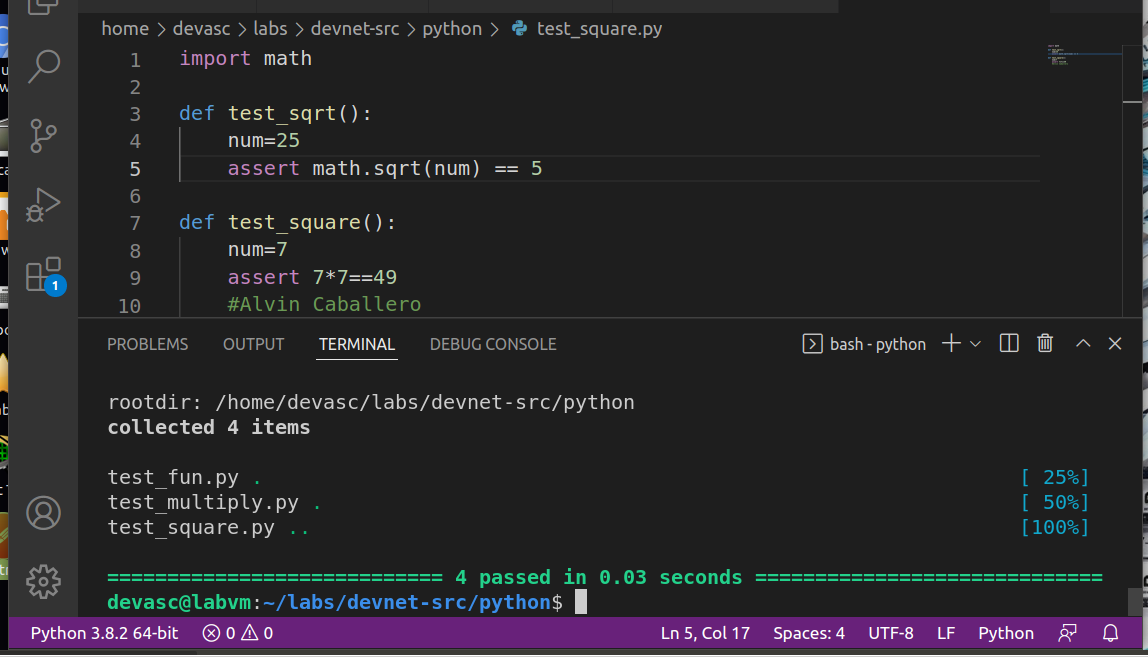 home > devasc > labs > devnet-src > python > test_square.py
1 import math
2
3 def test_sqrt():
4 num=25
5 assert math.sqrt(num) == 5
6
7 def test_square():
8 num=7
9 assert 7*7==49
10 #Alvin Caballero
1
PROBLEMS OUTPUT TERMINAL DEBUG CONSOLE bash - python
rootdir: /home/devasc/labs/devnet-src/python
collected 4 items
test_fun.py . [ 25%]
test_multiply.py . [ 50%]
test_square.py .. [100%]
============================ 4 passed in 0.03 seconds =============================
devasc@labvm:~/labs/devnet-src/python$
Python 3.8.2 64-bit 0 0 Ln 5, Col 17 Spaces: 4 UTF-8 LF Python